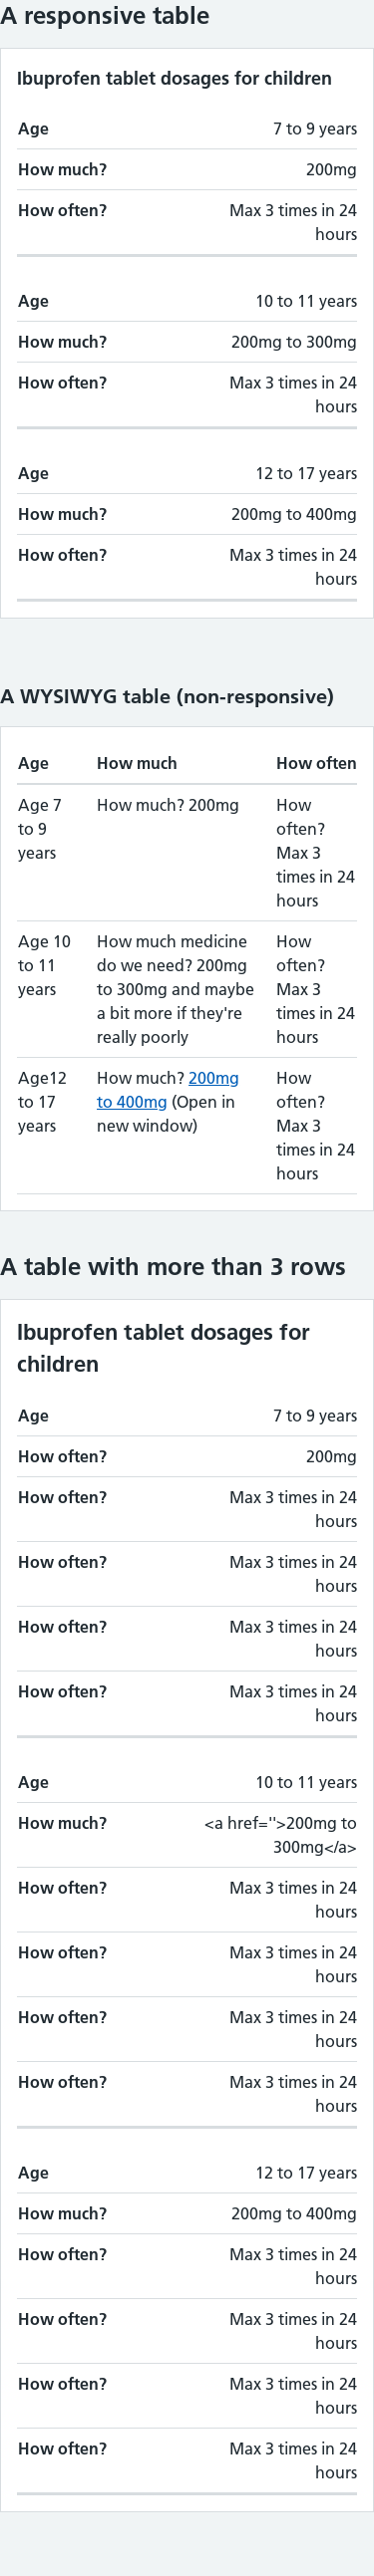 A responsive table
Ibuprofen tablet dosages for children
Age 7 to 9 years
How much? 200mg
How often? Max 3 times in 24
hours
Age 10 to 11 years
How much? 200mg to 300mg
How often? Max 3 times in 24
hours
Age 12 to 17 years
How much? 200mg to 400mg
How often? Max 3 times in 24
hours
A WYSIWYG table (non-responsive)
Age How much How often
Age 7 How much? 200mg How
to 9 often?
years Max 3
times in 24
hours
Age 10 How much medicine How
to 11 do we need? 200mg often?
years to 300mg and maybe Max 3
a bit more if they're times in 24
really poorly hours
Age12 How much? 200mg How
to 17 to 400mg (Open in often?
years new window) Max 3
times in 24
hours
A table with more than 3 rows
Ibuprofen tablet dosages for
children
Age 7 to 9 years
How often? 200mg
How often? Max 3 times in 24
hours
How often? Max 3 times in 24
hours
How often? Max 3 times in 24
hours
How often? Max 3 times in 24
hours
Age 10 to 11 years
How much? <a href=''>200mg to
300mg</a>
How often? Max 3 times in 24
hours
How often? Max 3 times in 24
hours
How often? Max 3 times in 24
hours
How often? Max 3 times in 24
hours
Age 12 to 17 years
How much? 200mg to 400mg
How often? Max 3 times in 24
hours
How often? Max 3 times in 24
hours
How often? Max 3 times in 24
hours
How often? Max 3 times in 24
hours